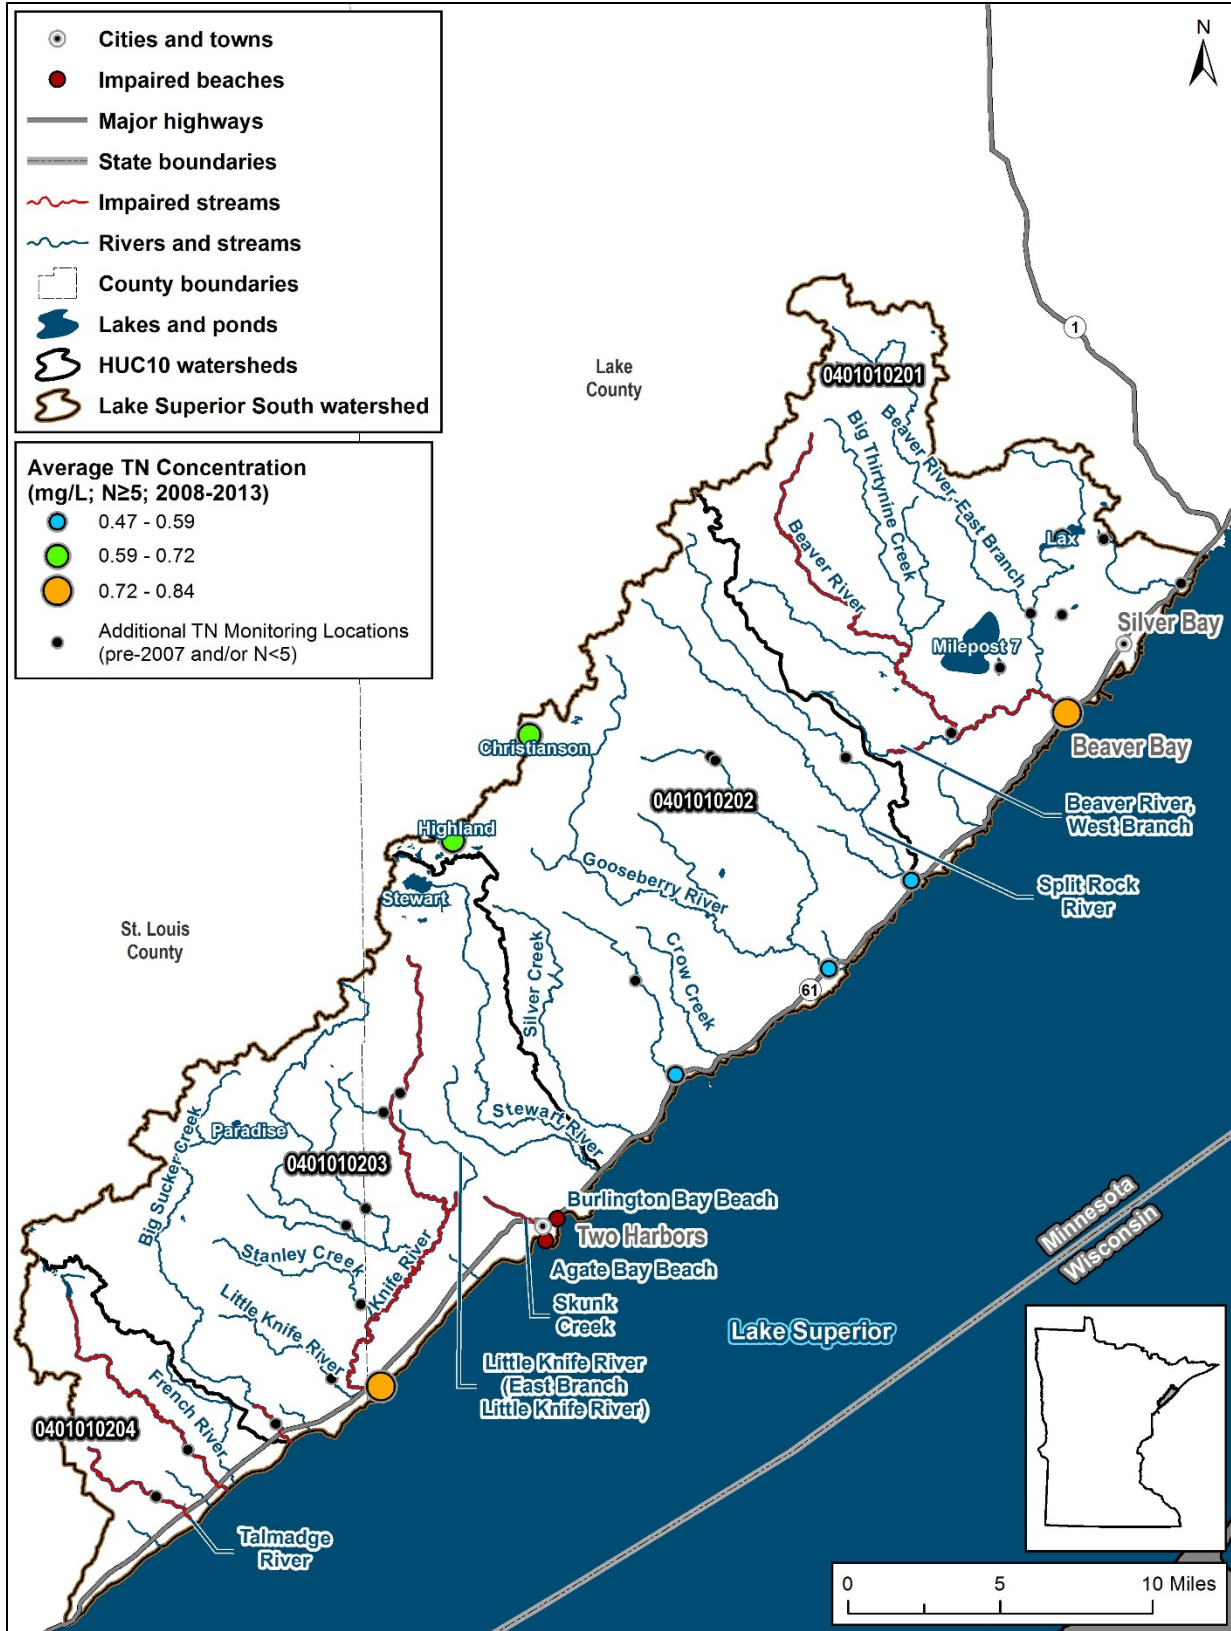 Cities and towns
Impaired beaches
Major highways
State boundaries
Impaired streams
Rivers and streams
County boundaries
Lakes and ponds
HUC10 watersheds
Lake Superior South watershed
Average TN Concentration
(mg/L; N≥5; 2008-2013)
0.47 - 0.59
0.59 - 0.72
0.72 - 0.84
Additional TN Monitoring Locations
(pre-2007 and/or N<5)
N
1
Lake
County
0401010201
Big Thirtynine Creek
Beaver River, East Branch
Beaver River
Lax
Silver Bay
Milepost 7
Beaver Bay
Christianson
0401010202
Beaver River,
West Branch
Highland
Gooseberry River
Split Rock
River
Stewart
St. Louis
County
Silver Creek
Crow Creek
61
Stewart River
Big Sucker Creek
Paradise
0401010203
Burlington Bay Beach
Two Harbors
Agate Bay Beach
Minnesota
Wisconsin
Stanley Creek
Knife River
Skunk
Creek
Little Knife River
Lake Superior
Little Knife River
(East Branch
Little Knife River)
French River
0401010204
Talmadge
River
0
5
10 Miles